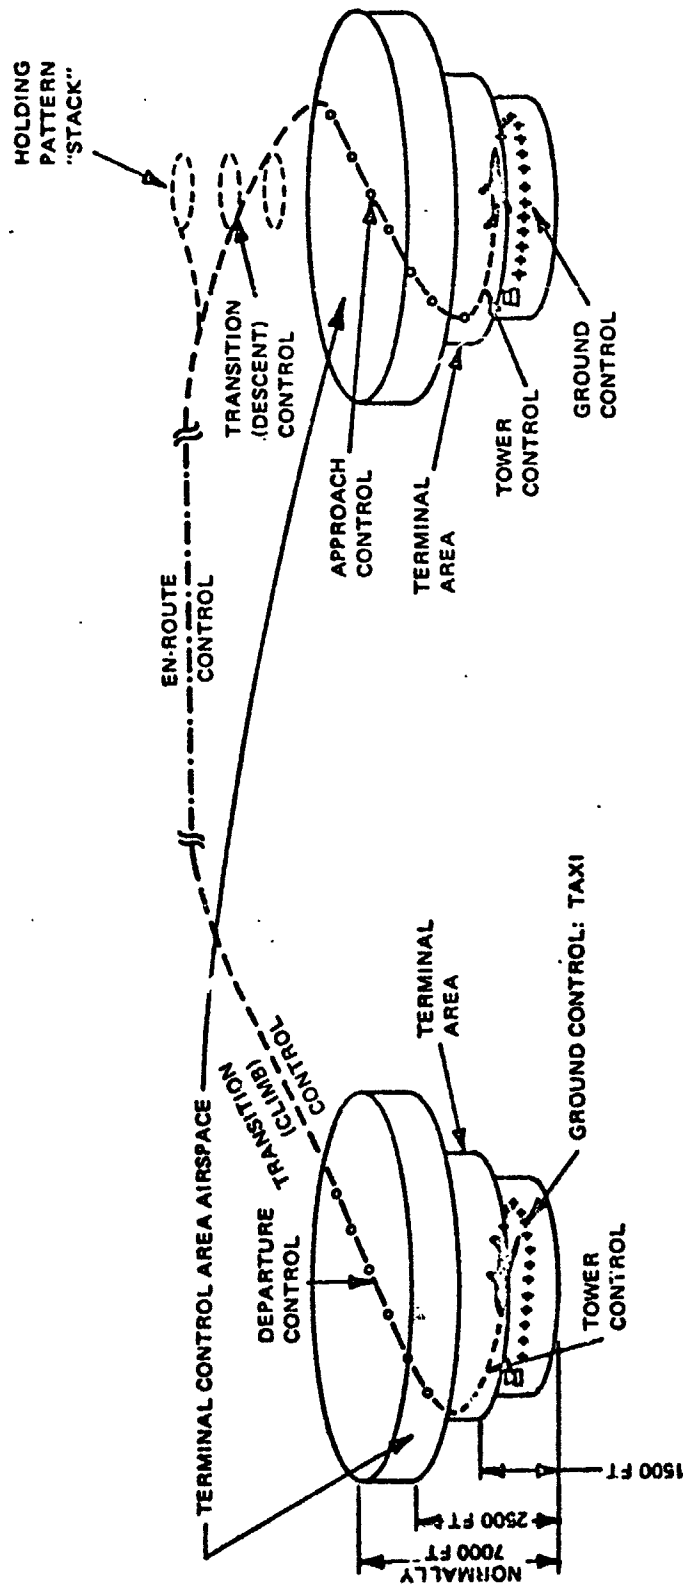 TERMINAL CONTROL AREA AIRSPACE
DEPARTURE
CONTROL
TRANSITION
(CLIMB)
CONTROL
EN-ROUTE
CONTROL
HOLDING
PATTERN
"STACK"
TRANSITION
(DESCENT)
CONTROL
APPROACH
CONTROL
TERMINAL
AREA
TOWER
CONTROL
GROUND
CONTROL
TERMINAL
AREA
GROUND CONTROL: TAXI
TOWER
CONTROL
NORMALLY
7000 FT
2500 FT
1500 FT